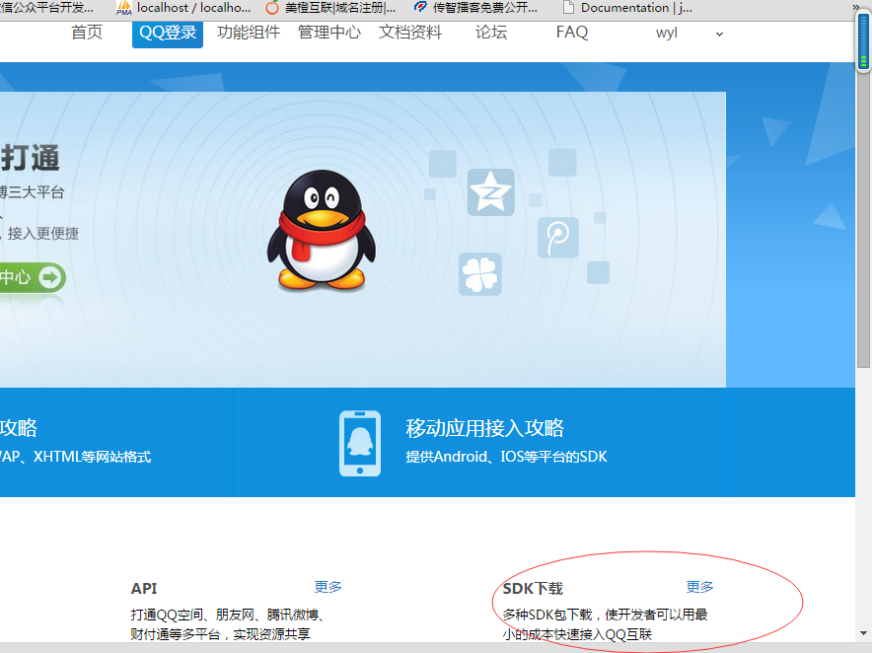 信公众平台开发...
localhost / localho...
美橙互联|域名注册|...
传智播客免费公开...
Documentation | j...
»
首页
QQ登录
功能组件
管理中心
文档资料
论坛
FAQ
wyl
打通
博三大平台
，接入更便捷
中心
攻略
WAP、XHTML等网站格式
移动应用接入攻略
提供Android、IOS等平台的SDK
API
更多
打通QQ空间、朋友网、腾讯微博、
财付通等多平台，实现资源共享
SDK下载
更多
多种SDK包下载，使开发者可以用最
小的成本快速接入QQ互联